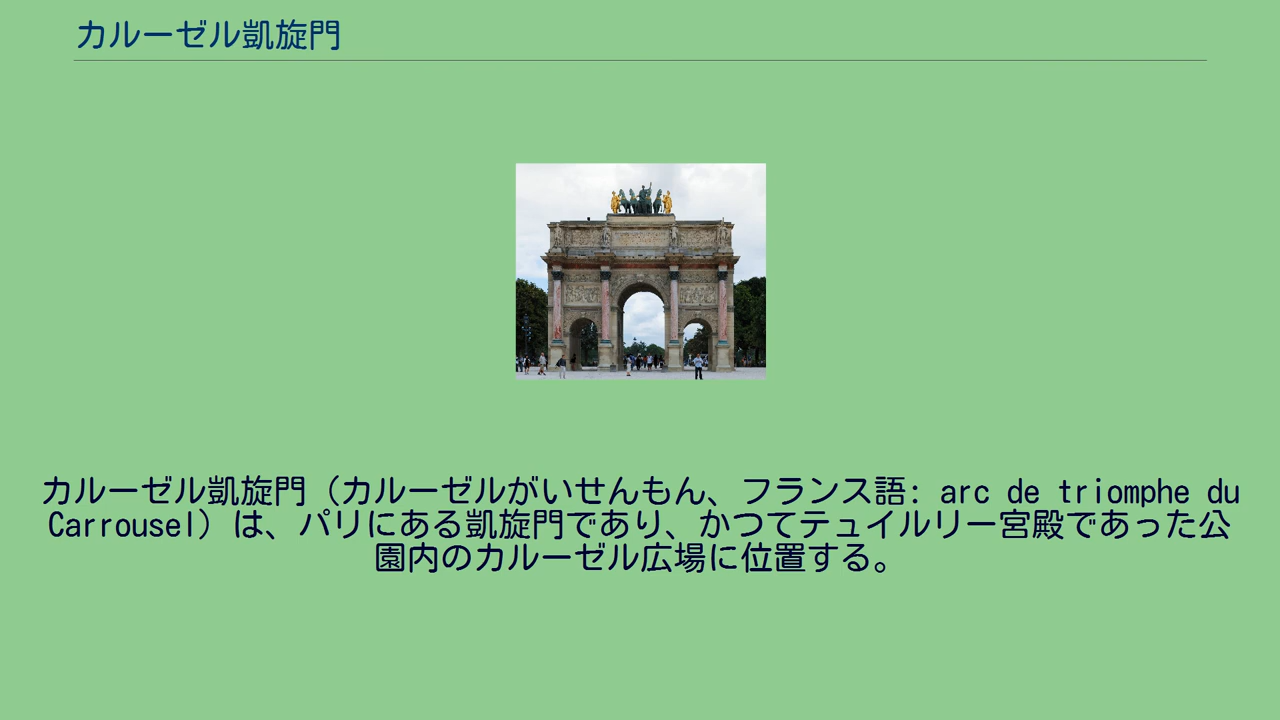 カルーゼル凱旋門
カルーゼル凱旋門（カルーゼルがいせんもん、フランス語: arc de triomphe du
Carrousel）は、パリにある凱旋門であり、かつてテュイルリー宮殿であった公
園内のカルーゼル広場に位置する。